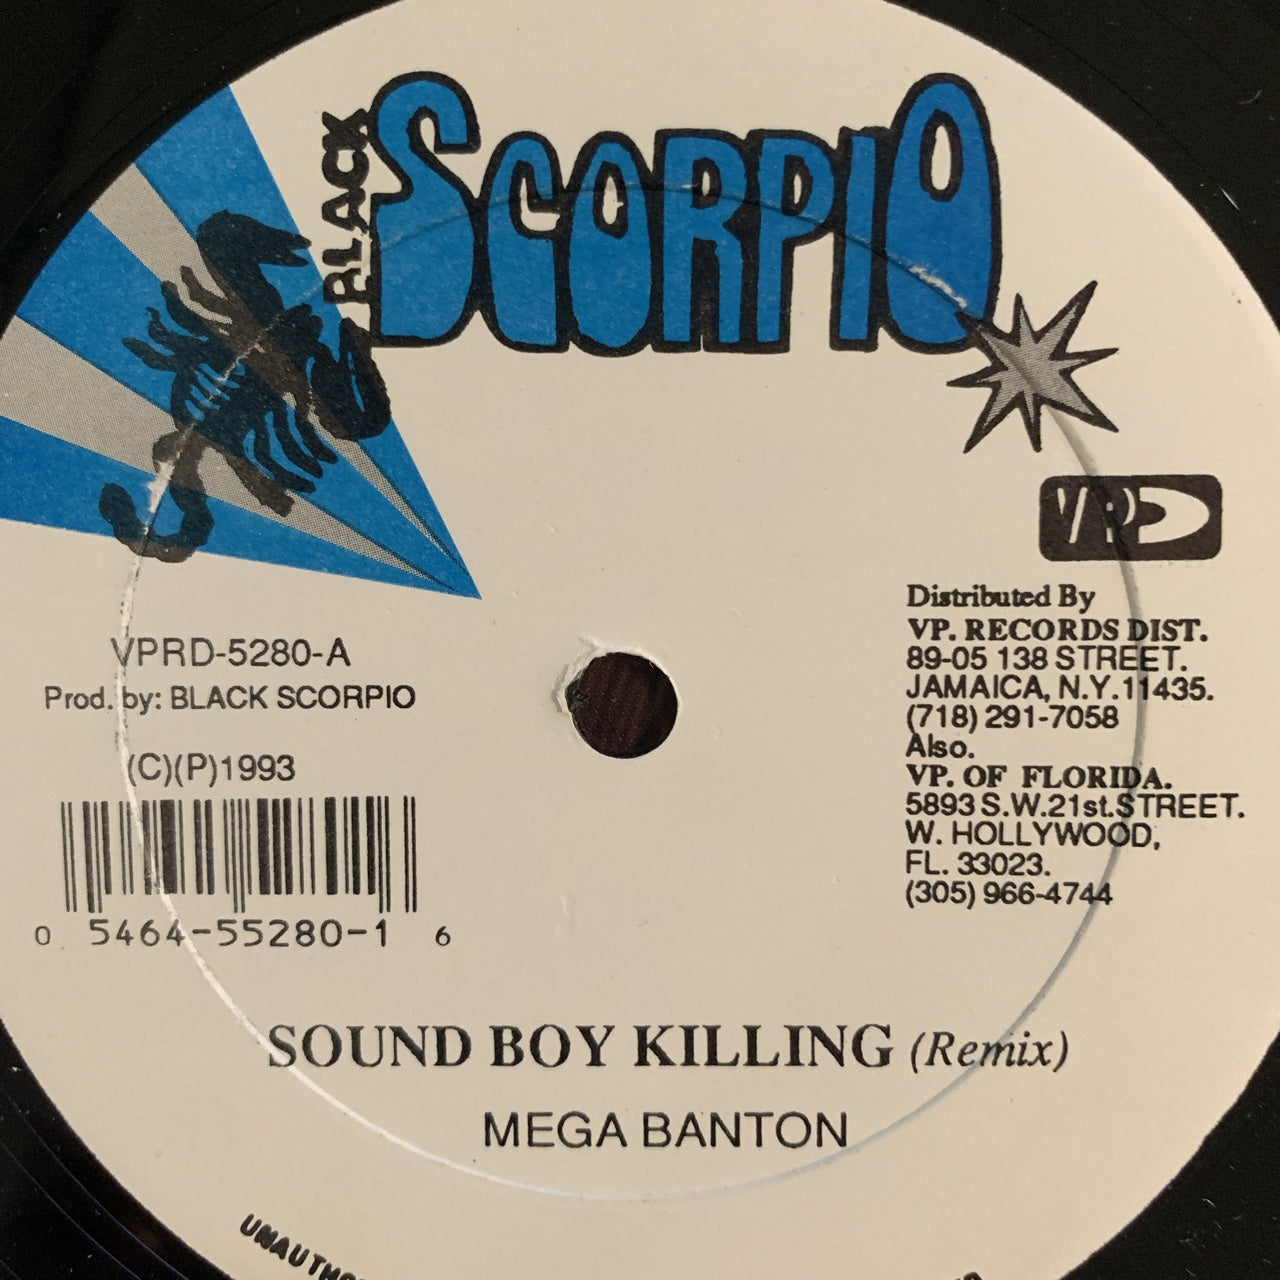 BLACK
SCORPIO
VP
Distributed By
VP. RECORDS DIST.
89-05 138 STREET.
JAMAICA, N.Y.11435.
(718) 291-7058
Also.
VP. OF FLORIDA.
5893 S.W.21st.STREET.
W. HOLLYWOOD,
FL. 33023.
(305) 966-4744
VPRD-5280-A
Prod. by: BLACK SCORPIO
(C)(P)1993
0 5464-55280-1 6
SOUND BOY KILLING (Remix)
MEGA BANTON